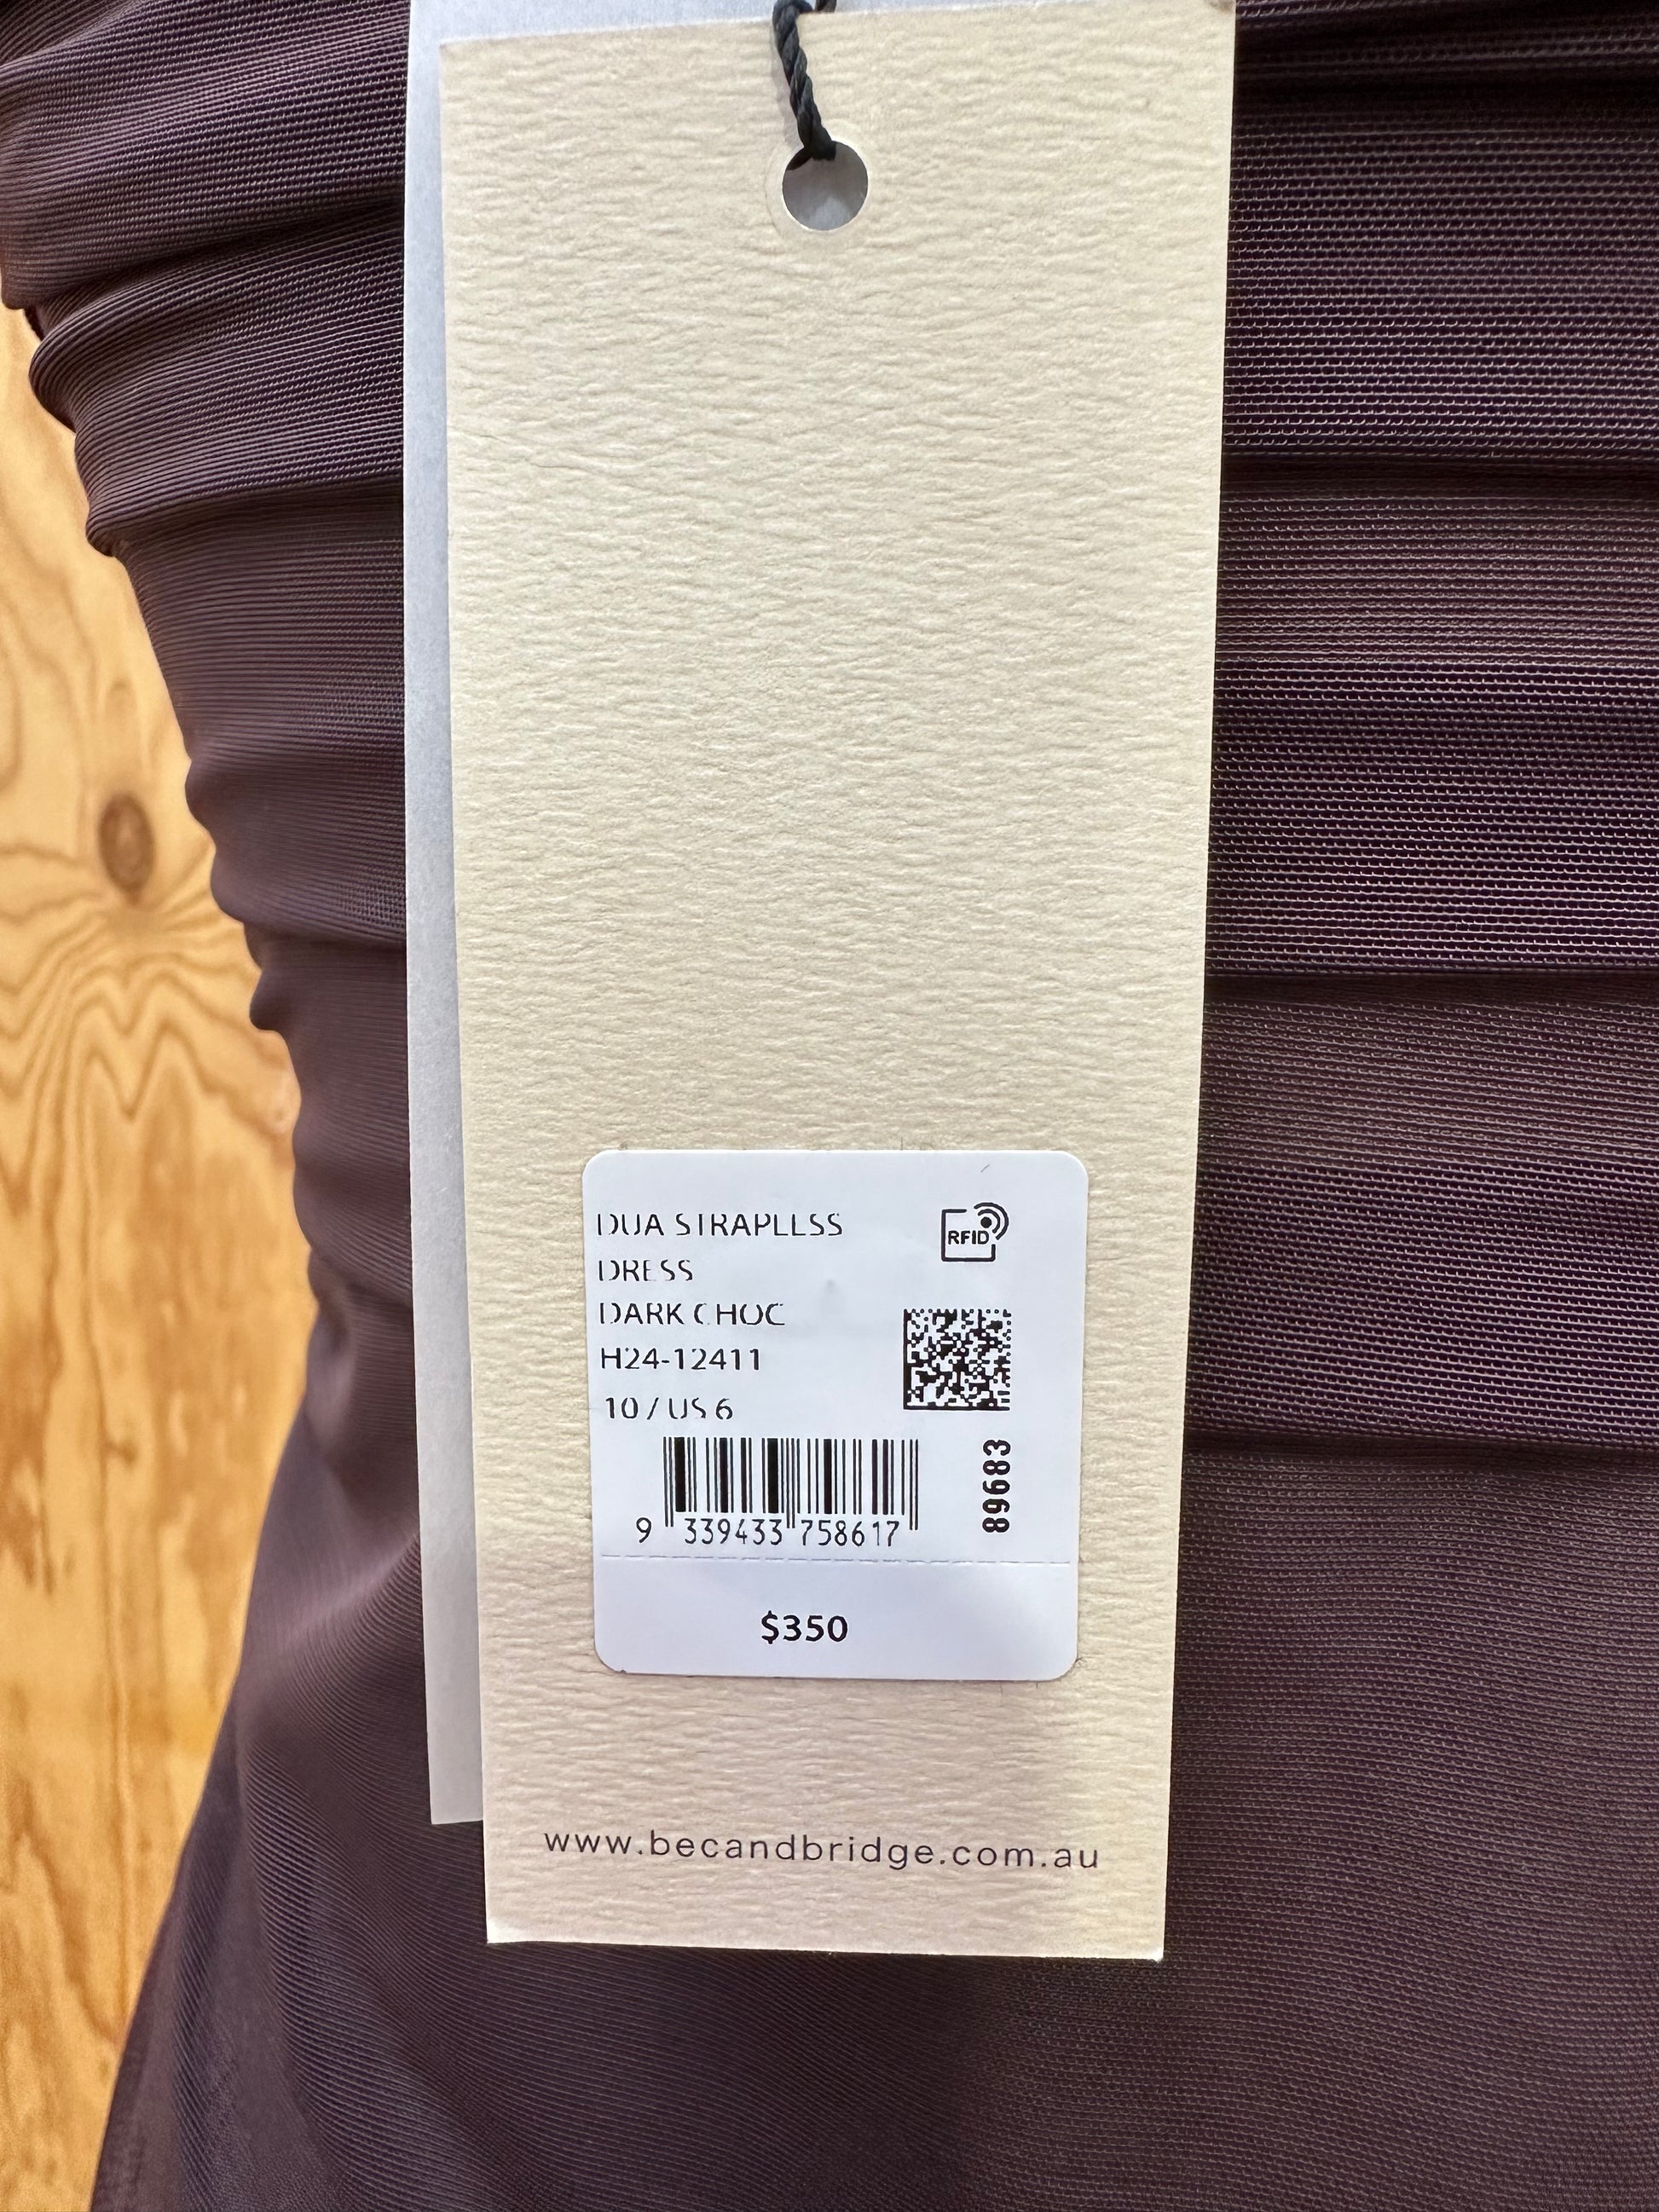 DUA STRAPLESS
RFID
DRESS
DARK CHOC
H24-12411
10 / US 6
9 339433 758617
89683
$350
www.becandbridge.com.au